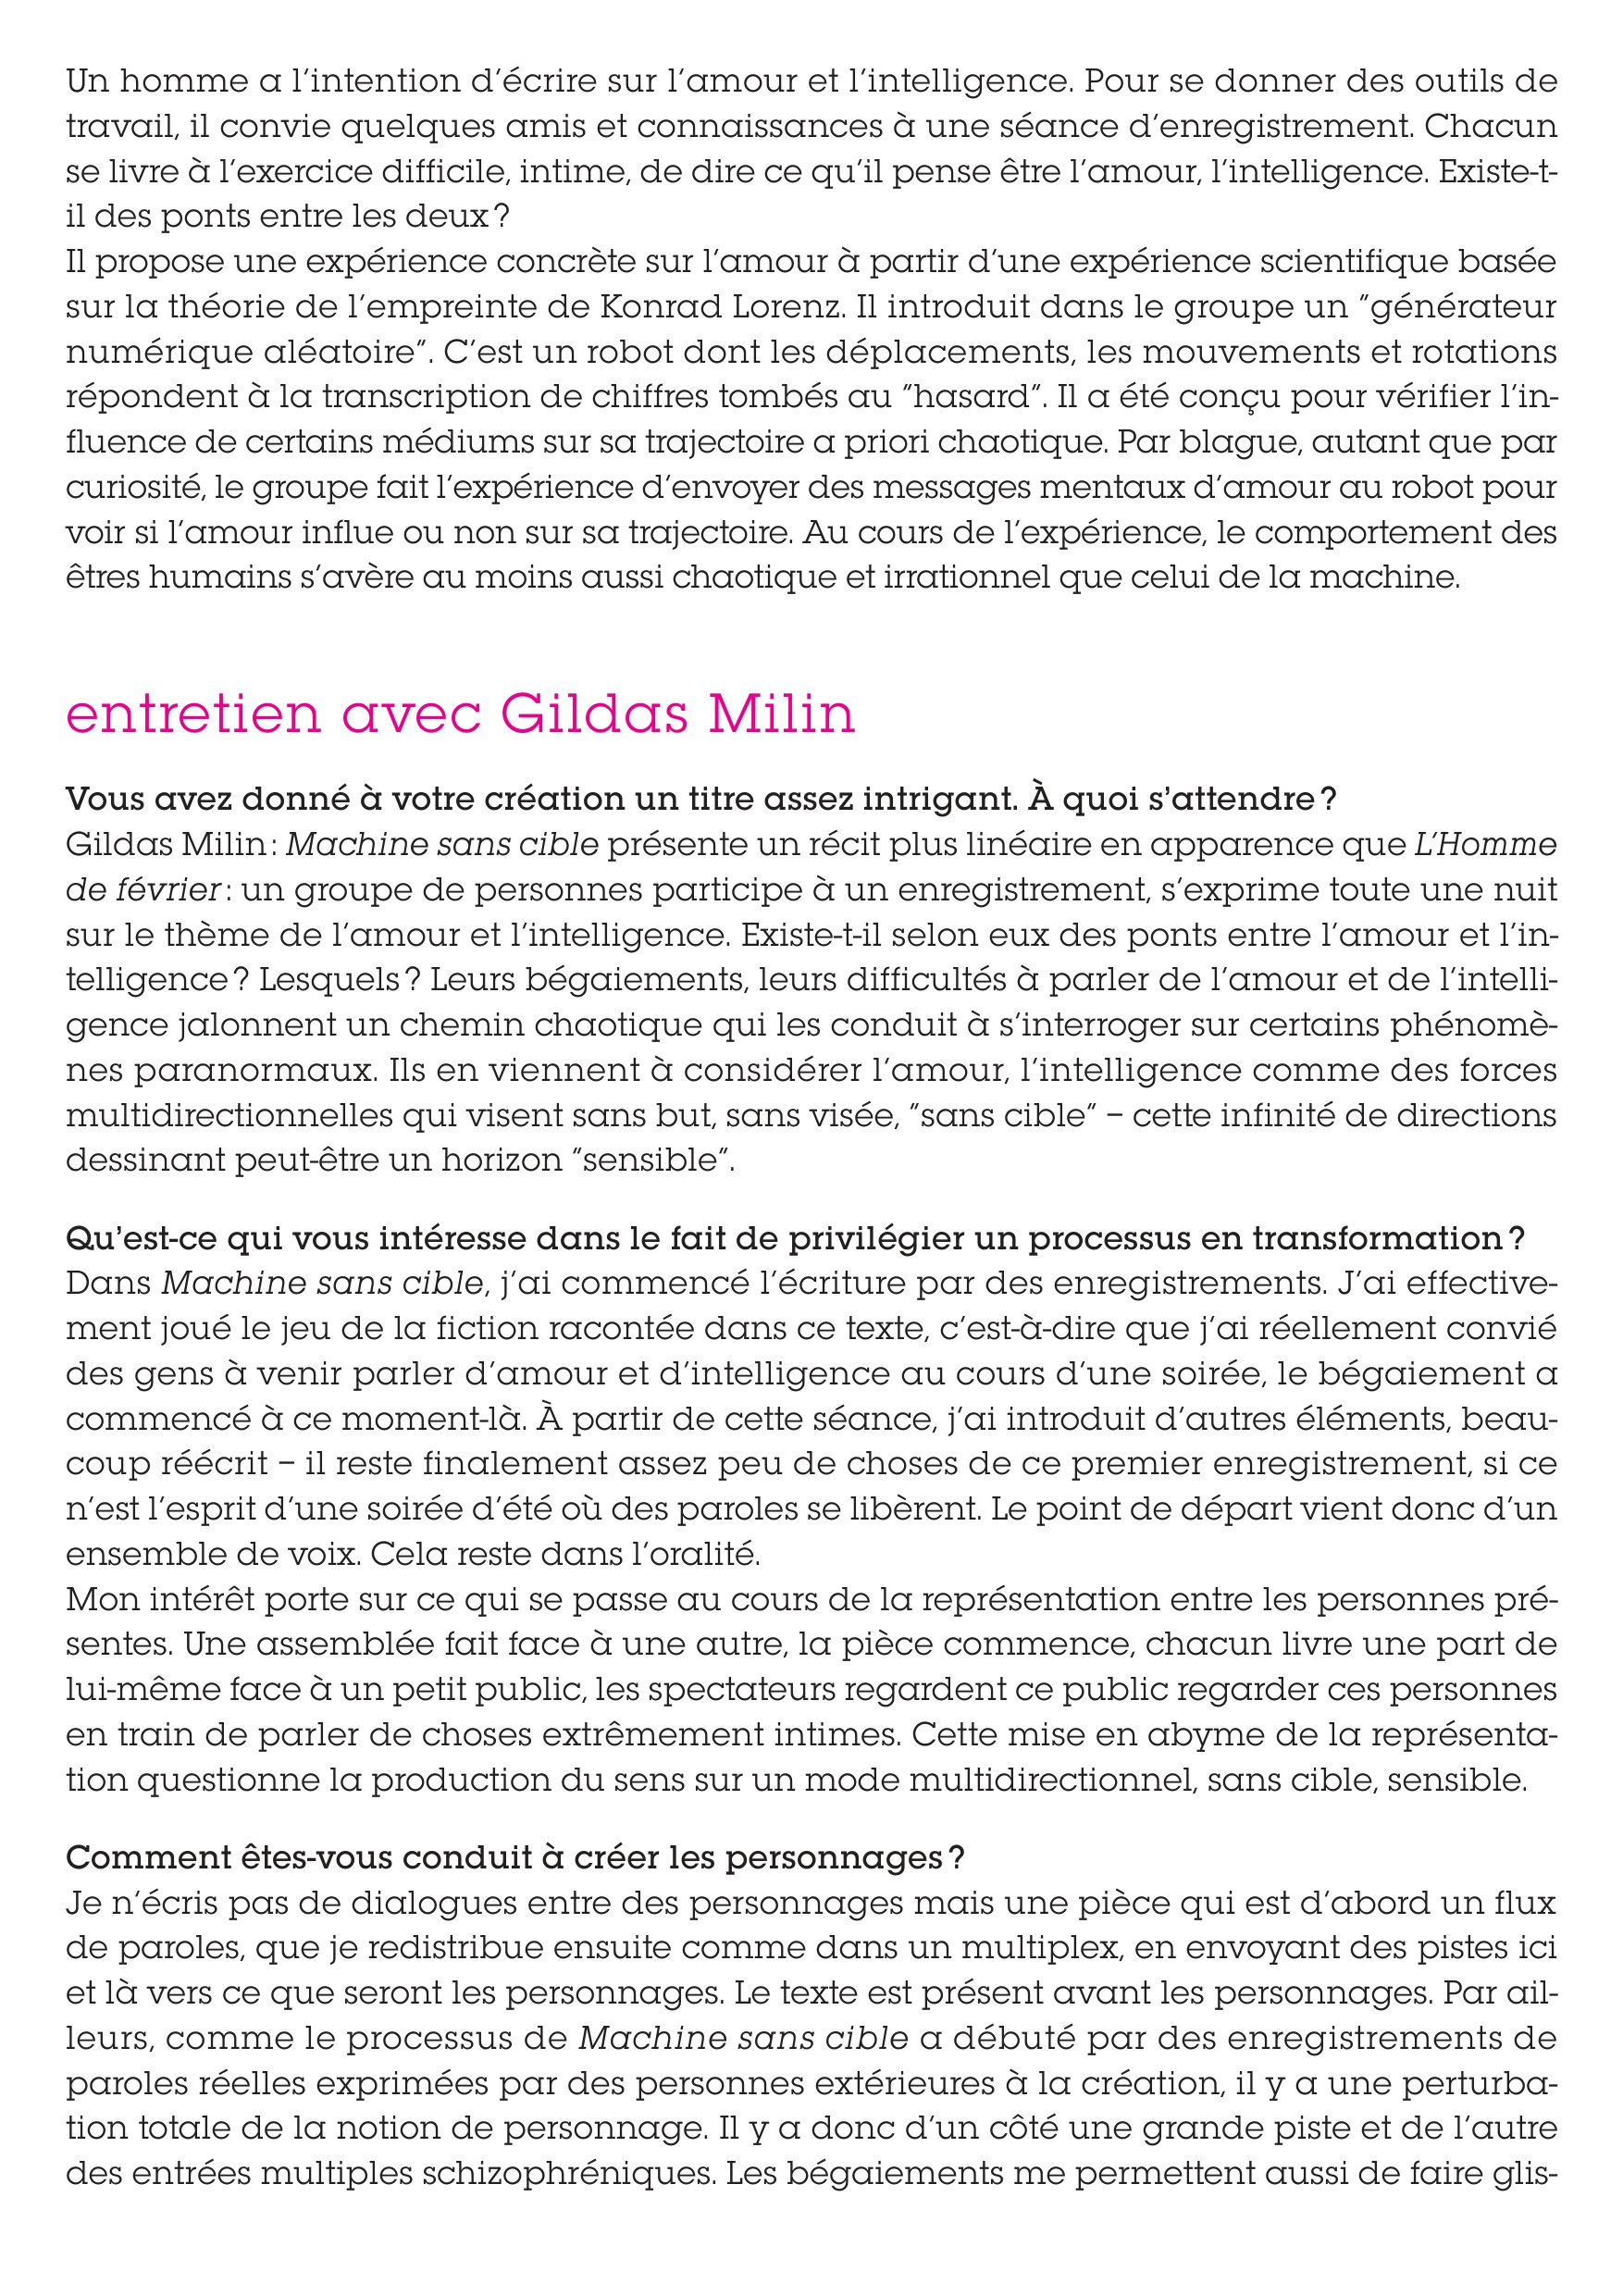 Un homme a l’intention d’écrire sur l’amour et l’intelligence. Pour se donner des outils de
travail, il convie quelques amis et connaissances à une séance d’enregistrement. Chacun
se livre à l’exercice difficile, intime, de dire ce qu’il pense être l’amour, l’intelligence. Existe-t-
il des ponts entre les deux ?
Il propose une expérience concrète sur l’amour à partir d’une expérience scientifique basée
sur la théorie de l’empreinte de Konrad Lorenz. Il introduit dans le groupe un ″générateur
numérique aléatoire″. C’est un robot dont les déplacements, les mouvements et rotations
répondent à la transcription de chiffres tombés au ″hasard″. Il a été conçu pour vérifier l’in-
fluence de certains médiums sur sa trajectoire a priori chaotique. Par blague, autant que par
curiosité, le groupe fait l’expérience d’envoyer des messages mentaux d’amour au robot pour
voir si l’amour influe ou non sur sa trajectoire. Au cours de l’expérience, le comportement des
êtres humains s’avère au moins aussi chaotique et irrationnel que celui de la machine.
entretien avec Gildas Milin
Vous avez donné à votre création un titre assez intrigant. À quoi s’attendre ?
Gildas Milin : Machine sans cible présente un récit plus linéaire en apparence que L’Homme
de février : un groupe de personnes participe à un enregistrement, s’exprime toute une nuit
sur le thème de l’amour et l’intelligence. Existe-t-il selon eux des ponts entre l’amour et l’in-
telligence ? Lesquels ? Leurs bégaiements, leurs difficultés à parler de l’amour et de l’intelli-
gence jalonnent un chemin chaotique qui les conduit à s’interroger sur certains phénomè-
nes paranormaux. Ils en viennent à considérer l’amour, l’intelligence comme des forces
multidirectionnelles qui visent sans but, sans visée, ″sans cible″ – cette infinité de directions
dessinant peut-être un horizon ″sensible″.
Qu’est-ce qui vous intéresse dans le fait de privilégier un processus en transformation ?
Dans Machine sans cible, j’ai commencé l’écriture par des enregistrements. J’ai effective-
ment joué le jeu de la fiction racontée dans ce texte, c’est-à-dire que j’ai réellement convié
des gens à venir parler d’amour et d’intelligence au cours d’une soirée, le bégaiement a
commencé à ce moment-là. À partir de cette séance, j’ai introduit d’autres éléments, beau-
coup réécrit – il reste finalement assez peu de choses de ce premier enregistrement, si ce
n’est l’esprit d’une soirée d’été où des paroles se libèrent. Le point de départ vient donc d’un
ensemble de voix. Cela reste dans l’oralité.
Mon intérêt porte sur ce qui se passe au cours de la représentation entre les personnes pré-
sentes. Une assemblée fait face à une autre, la pièce commence, chacun livre une part de
lui-même face à un petit public, les spectateurs regardent ce public regarder ces personnes
en train de parler de choses extrêmement intimes. Cette mise en abyme de la représenta-
tion questionne la production du sens sur un mode multidirectionnel, sans cible, sensible.
Comment êtes-vous conduit à créer les personnages ?
Je n’écris pas de dialogues entre des personnages mais une pièce qui est d’abord un flux
de paroles, que je redistribue ensuite comme dans un multiplex, en envoyant des pistes ici
et là vers ce que seront les personnages. Le texte est présent avant les personnages. Par ail-
leurs, comme le processus de Machine sans cible a débuté par des enregistrements de
paroles réelles exprimées par des personnes extérieures à la création, il y a une perturba-
tion totale de la notion de personnage. Il y a donc d’un côté une grande piste et de l’autre
des entrées multiples schizophréniques. Les bégaiements me permettent aussi de faire glis-